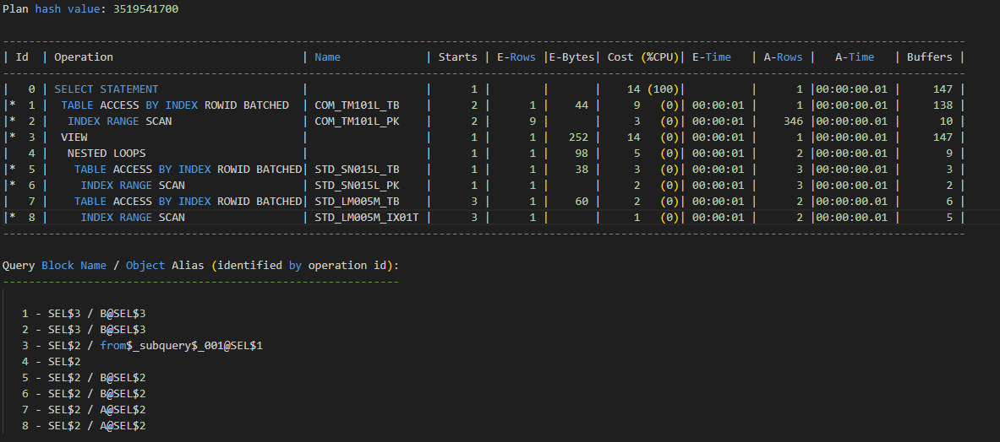 Plan hash value: 3519541700
--------------------------------------------------------------------------------------------------------------------------------------------------
| Id  | Operation                             | Name             | Starts | E-Rows |E-Bytes| Cost (%CPU)| E-Time   | A-Rows |   A-Time   | Buffers |
--------------------------------------------------------------------------------------------------------------------------------------------------
|   0 | SELECT STATEMENT                      |                  |      1 |        |       |    14 (100)|          |      1 |00:00:00.01 |     147 |
|*  1 |  TABLE ACCESS BY INDEX ROWID BATCHED  | COM_TM101L_TB    |      2 |      1 |    44 |     9   (0)| 00:00:01 |      1 |00:00:00.01 |     138 |
|*  2 |   INDEX RANGE SCAN                    | COM_TM101L_PK    |      2 |      9 |       |     3   (0)| 00:00:01 |    346 |00:00:00.01 |      10 |
|*  3 |  VIEW                                 |                  |      1 |      1 |   252 |    14   (0)| 00:00:01 |      1 |00:00:00.01 |     147 |
|   4 |   NESTED LOOPS                        |                  |      1 |      1 |    98 |     5   (0)| 00:00:01 |      2 |00:00:00.01 |       9 |
|*  5 |    TABLE ACCESS BY INDEX ROWID BATCHED| STD_SN015L_TB    |      1 |      1 |    38 |     3   (0)| 00:00:01 |      3 |00:00:00.01 |       3 |
|*  6 |     INDEX RANGE SCAN                  | STD_SN015L_PK    |      1 |      1 |       |     2   (0)| 00:00:01 |      3 |00:00:00.01 |       2 |
|   7 |    TABLE ACCESS BY INDEX ROWID BATCHED| STD_LM005M_TB    |      3 |      1 |    60 |     2   (0)| 00:00:01 |      2 |00:00:00.01 |       6 |
|*  8 |     INDEX RANGE SCAN                  | STD_LM005M_IX01T |      3 |      1 |       |     1   (0)| 00:00:01 |      2 |00:00:00.01 |       5 |
--------------------------------------------------------------------------------------------------------------------------------------------------
Query Block Name / Object Alias (identified by operation id):
-------------------------------------------------------------
   1 - SEL$3 / B@SEL$3
   2 - SEL$3 / B@SEL$3
   3 - SEL$2 / from$_subquery$_001@SEL$1
   4 - SEL$2
   5 - SEL$2 / B@SEL$2
   6 - SEL$2 / B@SEL$2
   7 - SEL$2 / A@SEL$2
   8 - SEL$2 / A@SEL$2